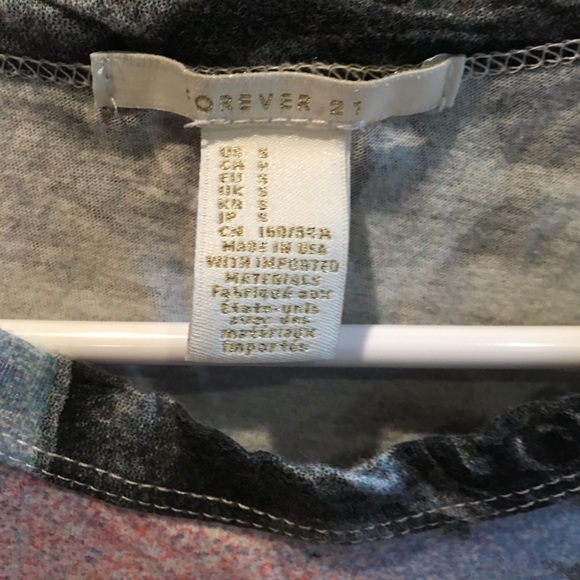 OREVER 21
US S
CA P
EU S
UK S
KR S
JP S
CN 160/84A
MADE IN USA
WITH IMPORTED
MATERIALS
Fabriqué aux
États-unis
avec des
matériaux
importés